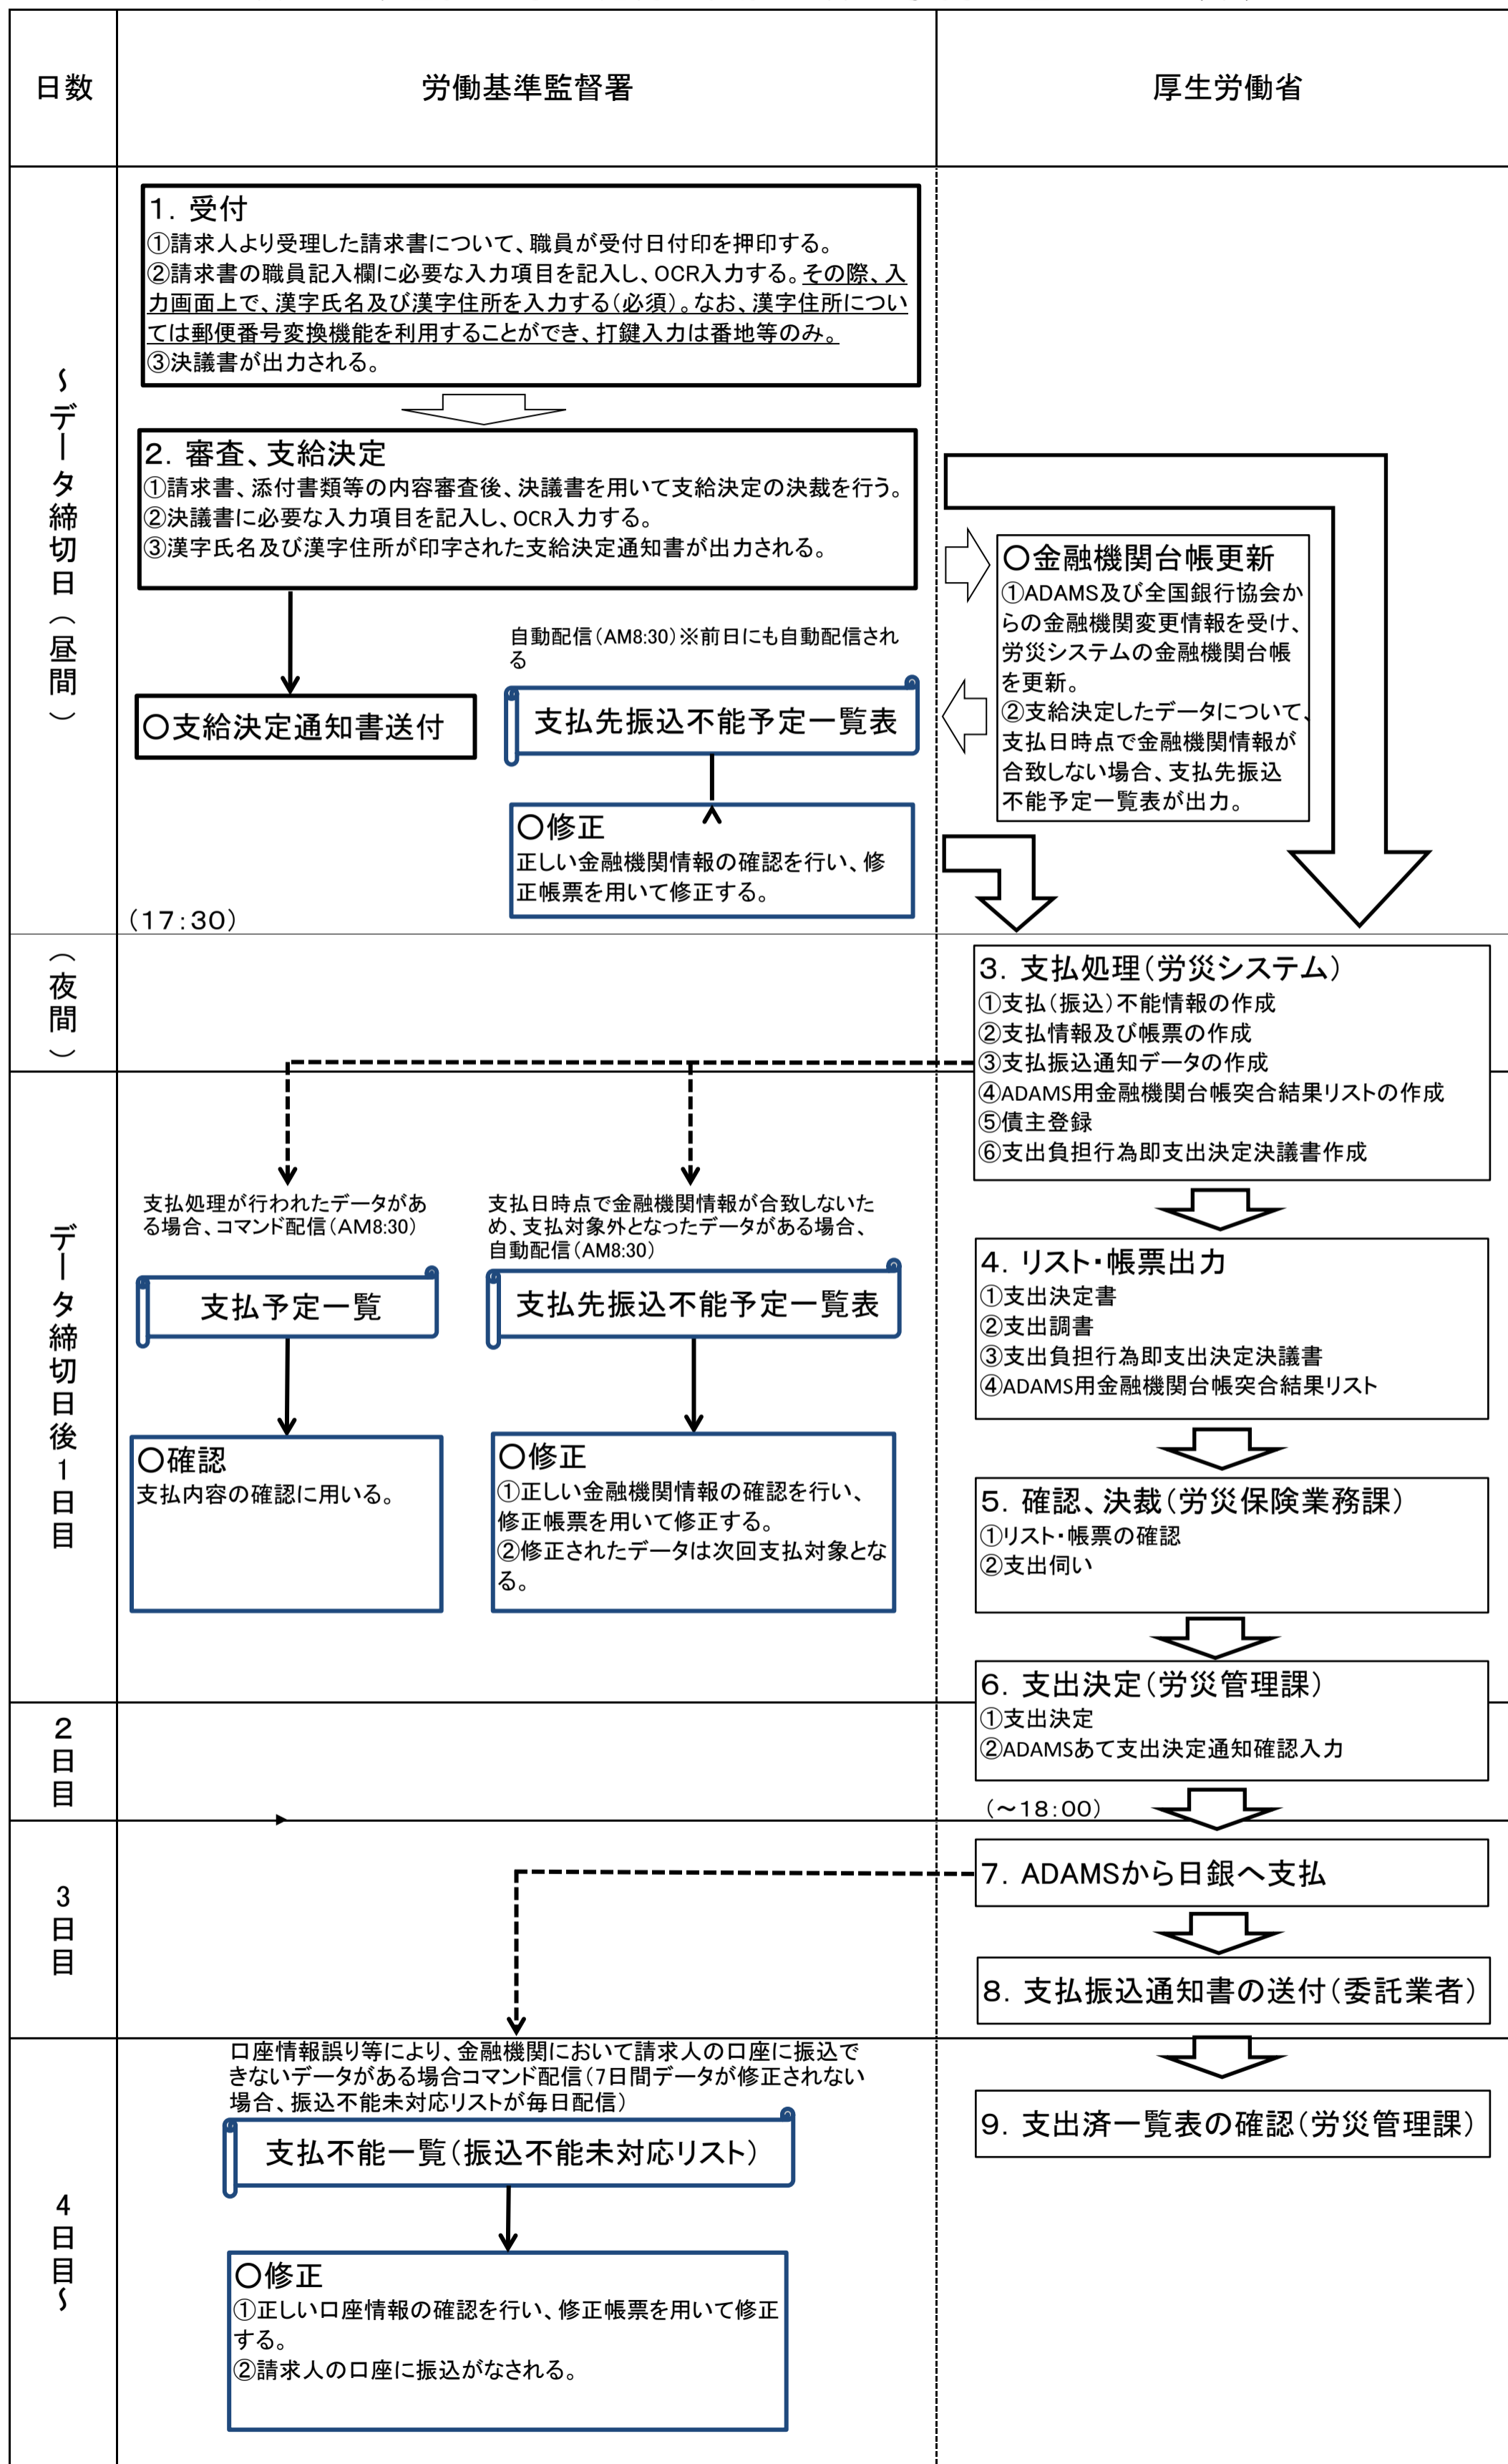 日数
労働基準監督署
厚生労働省
～データ締切日（昼間）
1．受付
①請求人より受理した請求書について、職員が受付日付印を押印する。
②請求書の職員記入欄に必要な入力項目を記入し、OCR入力する。その際、入
力画面上で、漢字氏名及び漢字住所を入力する（必須）。なお、漢字住所につい
ては郵便番号変換機能を利用することができ、打鍵入力は番地等のみ。
③決議書が出力される。
2．審査、支給決定
①請求書、添付書類等の内容審査後、決議書を用いて支給決定の決裁を行う。
②決議書に必要な入力項目を記入し、OCR入力する。
③漢字氏名及び漢字住所が印字された支給決定通知書が出力される。
○支給決定通知書送付
自動配信（AM8:30）※前日にも自動配信され
る
支払先振込不能予定一覧表
○修正
正しい金融機関情報の確認を行い、修
正帳票を用いて修正する。
（17：30）
○金融機関台帳更新
①ADAMS及び全国銀行協会か
らの金融機関変更情報を受け、
労災システムの金融機関台帳
を更新。
②支給決定したデータについて、
支払日時点で金融機関情報が
合致しない場合、支払先振込
不能予定一覧表が出力。
（夜間）
3．支払処理（労災システム）
①支払（振込）不能情報の作成
②支払情報及び帳票の作成
③支払振込通知データの作成
④ADAMS用金融機関台帳突合結果リストの作成
⑤債主登録
⑥支出負担行為即支出決定決議書作成
データ締切日後1日目
支払処理が行われたデータがあ
る場合、コマンド配信（AM8:30）
支払予定一覧
○確認
支払内容の確認に用いる。
支払日時点で金融機関情報が合致しないた
め、支払対象外となったデータがある場合、
自動配信（AM8:30）
支払先振込不能予定一覧表
○修正
①正しい金融機関情報の確認を行い、
修正帳票を用いて修正する。
②修正されたデータは次回支払対象とな
る。
4．リスト・帳票出力
①支出決定書
②支出調書
③支出負担行為即支出決定決議書
④ADAMS用金融機関台帳突合結果リスト
5．確認、決裁（労災保険業務課）
①リスト・帳票の確認
②支出伺い
6．支出決定（労災管理課）
①支出決定
②ADAMSあて支出決定通知確認入力
2日目
（～18：00）
3日目
7．ADAMSから日銀へ支払
8．支払振込通知書の送付（委託業者）
4日目～
口座情報誤り等により、金融機関において請求人の口座に振込で
きないデータがある場合コマンド配信（7日間データが修正されない
場合、振込不能未対応リストが毎日配信）
支払不能一覧（振込不能未対応リスト）
○修正
①正しい口座情報の確認を行い、修正帳票を用いて修正
する。
②請求人の口座に振込がなされる。
9．支出済一覧表の確認（労災管理課）